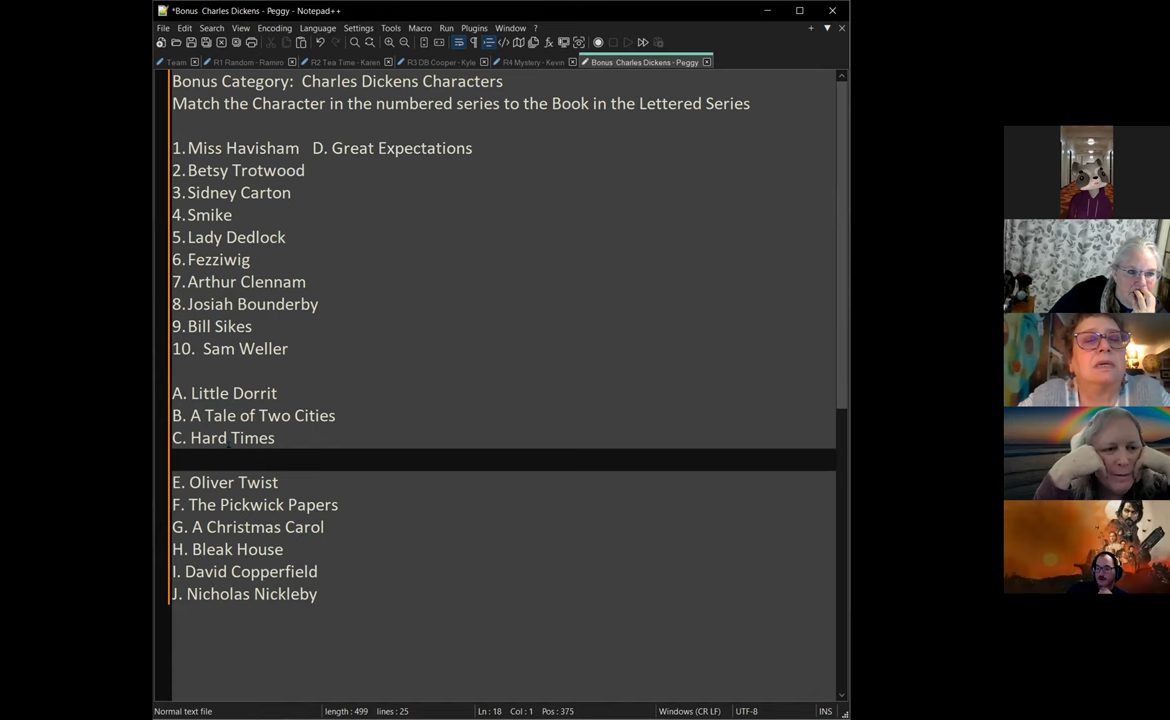 *Bonus  Charles Dickens - Peggy - Notepad++
File Edit Search View Encoding Language Settings Tools Macro Run Plugins Window ?
Team R1 Random - Ramiro R2 Tea Time - Karen R3 DB Cooper - Kyle R4 Mystery - Kevin Bonus  Charles Dickens - Peggy
Bonus Category:  Charles Dickens Characters
Match the Character in the numbered series to the Book in the Lettered Series
1. Miss Havisham   D. Great Expectations
2. Betsy Trotwood
3. Sidney Carton
4. Smike
5. Lady Dedlock
6. Fezziwig
7. Arthur Clennam
8. Josiah Bounderby
9. Bill Sikes
10.  Sam Weller
A. Little Dorrit
B. A Tale of Two Cities
C. Hard Times
E. Oliver Twist
F. The Pickwick Papers
G. A Christmas Carol
H. Bleak House
I. David Copperfield
J. Nicholas Nickleby
Normal text file length : 499 lines : 25 Ln : 18 Col : 1 Pos : 375 Windows (CR LF) UTF-8 INS